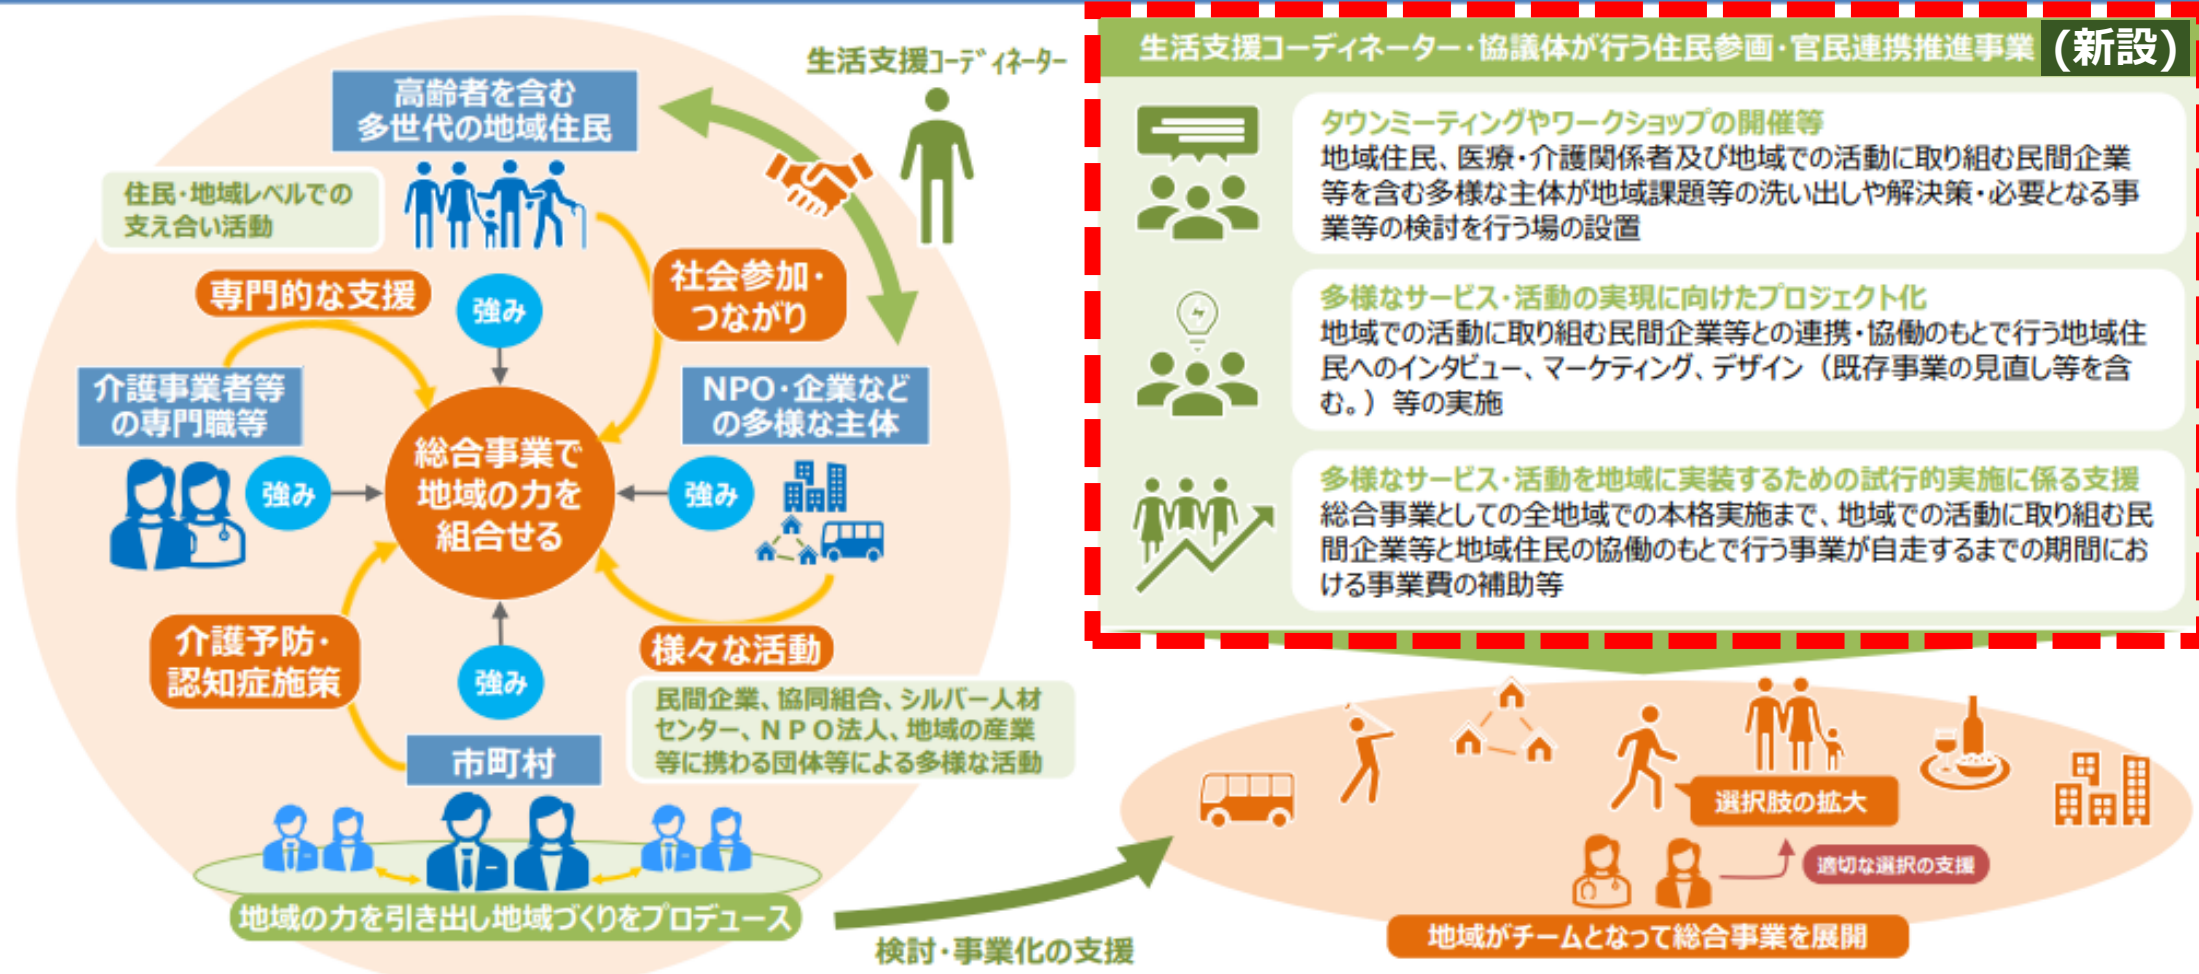 生活支援コーディネーター
高齢者を含む
多世代の地域住民
住民・地域レベルでの
支え合い活動
専門的な支援
強み
社会参加・
つながり
介護事業者等
の専門職等
強み
総合事業で
地域の力を
組合せる
強み
NPO・企業など
の多様な主体
介護予防・
認知症施策
強み
様々な活動
民間企業、協同組合、シルバー人材
センター、NPO法人、地域の産業
等に携わる団体等による多様な活動
市町村
地域の力を引き出し地域づくりをプロデュース
検討・事業化の支援
生活支援コーディネーター・協議体が行う住民参画・官民連携推進事業 (新設)
タウンミーティングやワークショップの開催等
地域住民、医療・介護関係者及び地域での活動に取り組む民間企業
等を含む多様な主体が地域課題等の洗い出しや解決策・必要となる事
業等の検討を行う場の設置
多様なサービス・活動の実現に向けたプロジェクト化
地域での活動に取り組む民間企業等との連携・協働のもとで行う地域住
民へのインタビュー、マーケティング、デザイン（既存事業の見直し等を含
む。）等の実施
多様なサービス・活動を地域に実装するための試行的実施に係る支援
総合事業としての全地域での本格実施まで、地域での活動に取り組む民
間企業等と地域住民の協働のもとで行う事業が自走するまでの期間にお
ける事業費の補助等
選択肢の拡大
適切な選択の支援
地域がチームとなって総合事業を展開